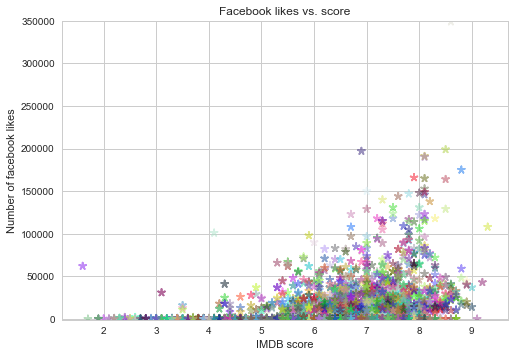 Facebook likes vs. score
350000
300000
250000
200000
150000
100000
50000
0
Number of facebook likes
2 3 4 5 6 7 8 9
IMDB score